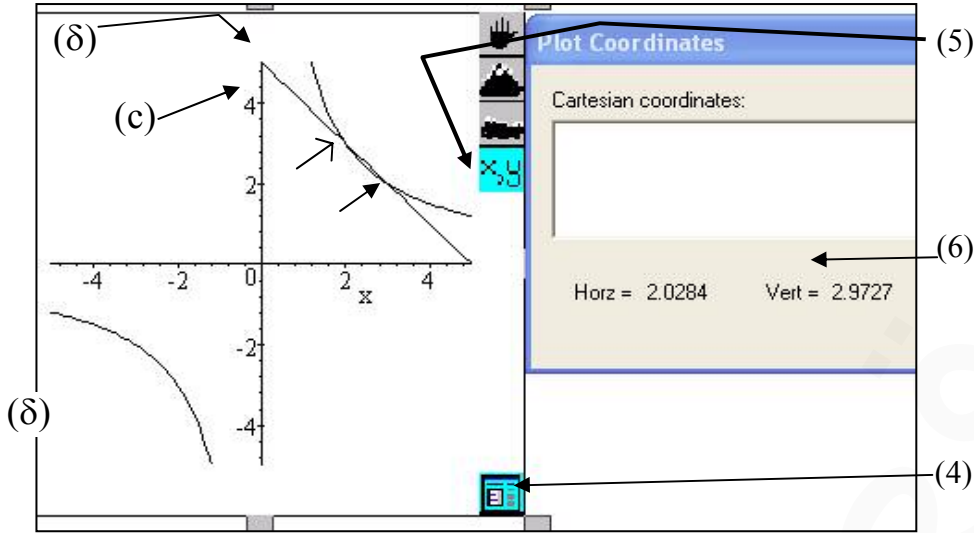 (δ)
(c)
4
2
-4
-2
0
2
4
x
-2
-4
(δ)
x,y
Plot Coordinates
Cartesian coordinates:
Horz = 2.0284 Vert = 2.9727
(5)
(6)
(4)